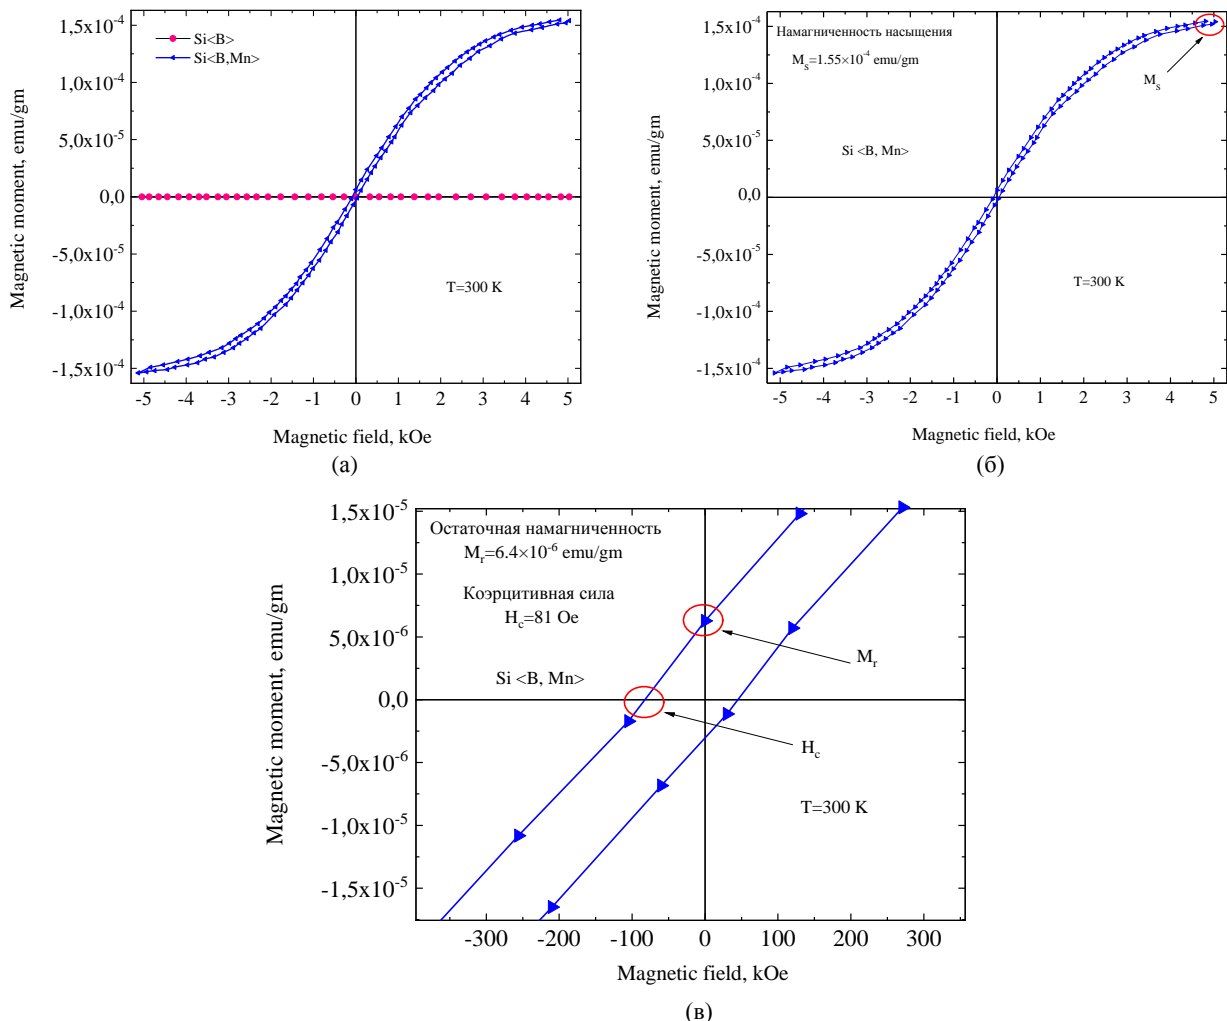 Si<B>
Si<B,Mn>
1,5x10⁻⁴
1,0x10⁻⁴
5,0x10⁻⁵
0,0
-5,0x10⁻⁵
-1,0x10⁻⁴
-1,5x10⁻⁴
Magnetic moment, emu/gm
T=300 K
-5 -4 -3 -2 -1 0 1 2 3 4 5
Magnetic field, kOe
(а)
Намагниченность насыщения
Mₛ=1.55×10⁻⁴ emu/gm
Mₛ
Si <B, Mn>
1,5x10⁻⁴
1,0x10⁻⁴
5,0x10⁻⁵
0,0
-5,0x10⁻⁵
-1,0x10⁻⁴
-1,5x10⁻⁴
Magnetic moment, emu/gm
T=300 K
-5 -4 -3 -2 -1 0 1 2 3 4 5
Magnetic field, kOe
(б)
Остаточная намагниченность
Mᵣ=6.4×10⁻⁶ emu/gm
Коэрцитивная сила
H_c=81 Oe
Si <B, Mn>
Mᵣ
H_c
T=300 K
1,5x10⁻⁵
1,0x10⁻⁵
5,0x10⁻⁶
0,0
-5,0x10⁻⁶
-1,0x10⁻⁵
-1,5x10⁻⁵
Magnetic moment, emu/gm
-300 -200 -100 0 100 200 300
Magnetic field, kOe
(в)